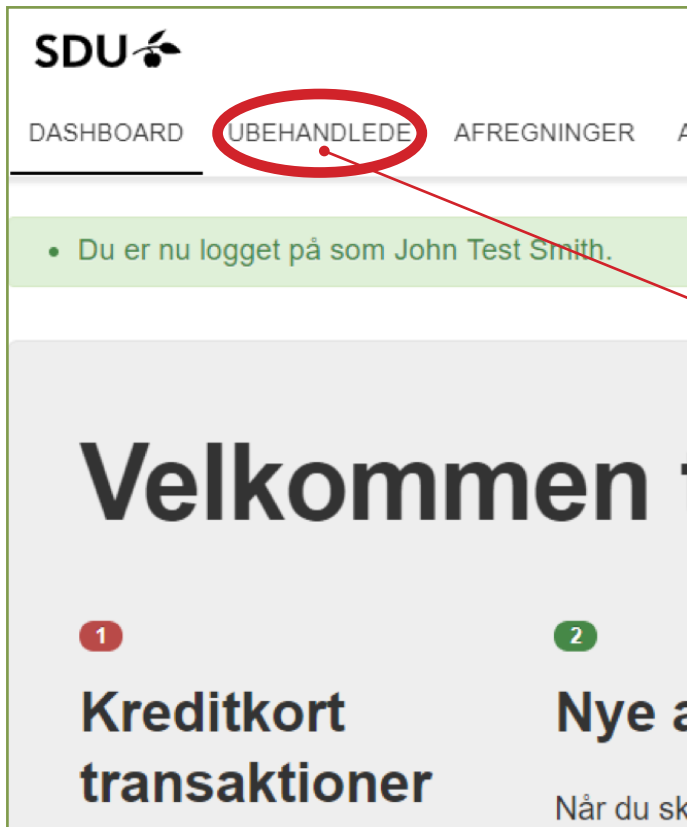 SDU
DASHBOARD UBEHANDLEDE AFREGNINGER A
Du er nu logget på som John Test Smith.
Velkommen
1
Kreditkort
transaktioner
2
Nye a
Når du sk